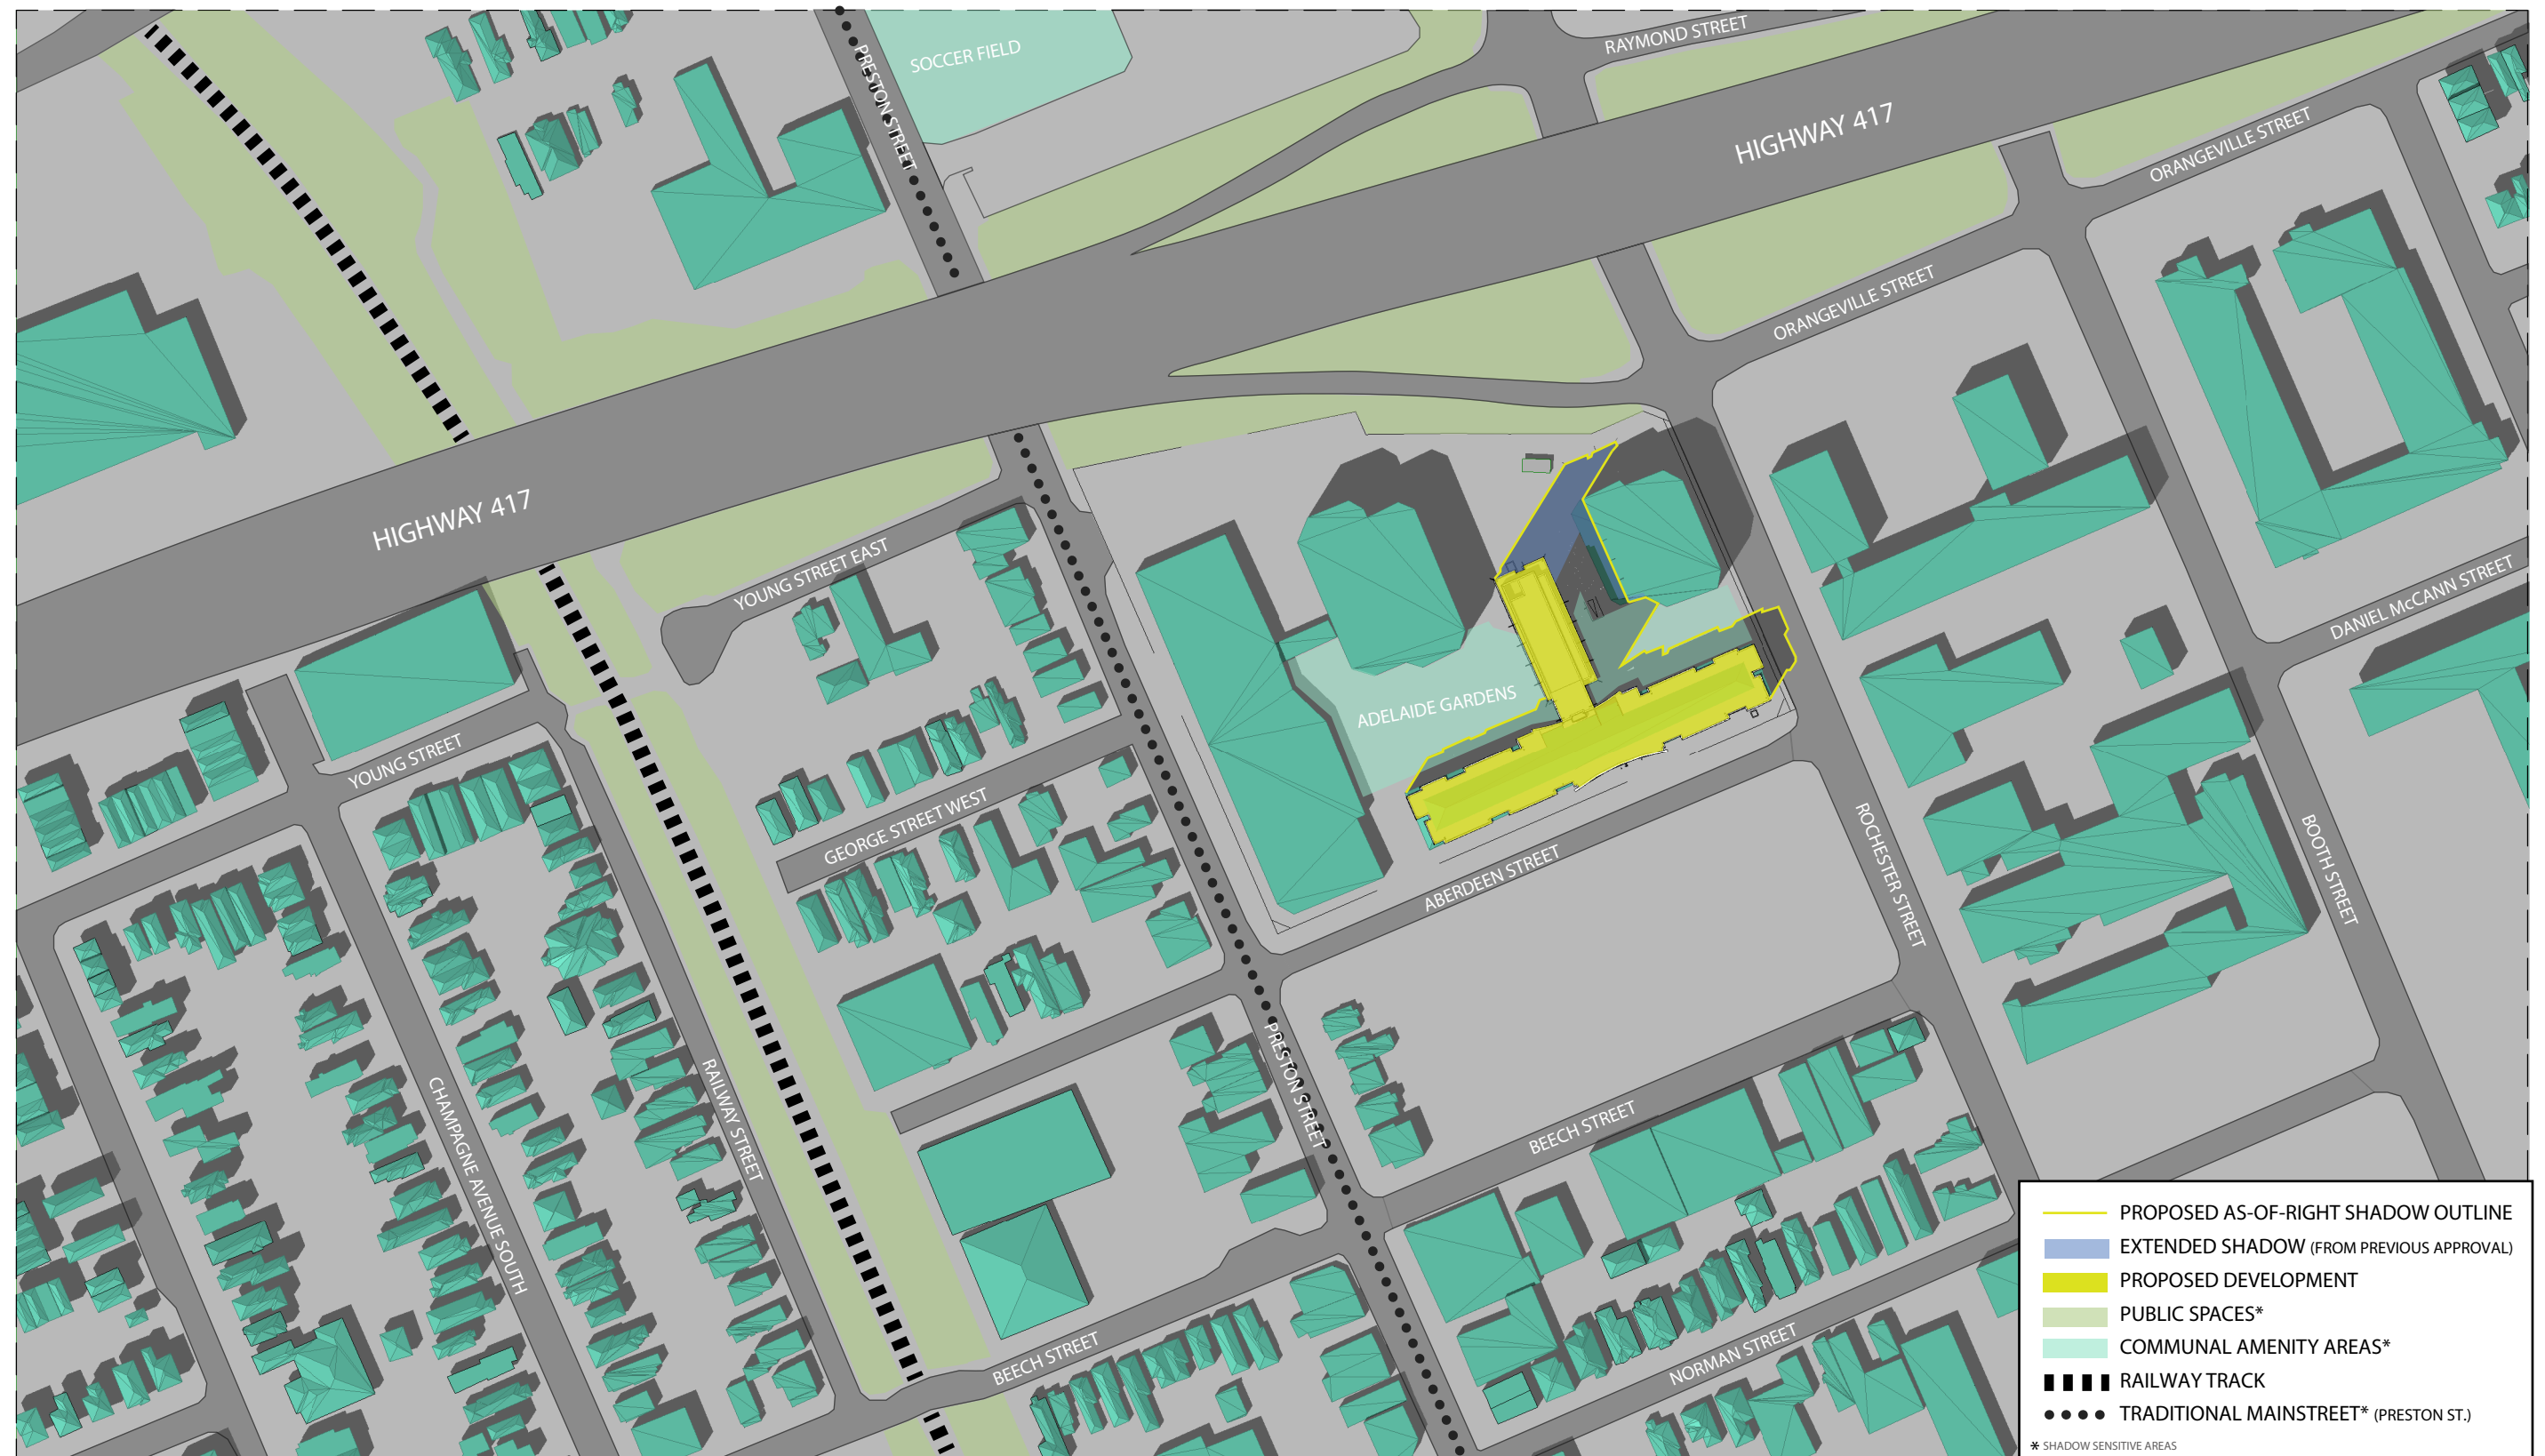 RAYMOND STREET
SOCCER FIELD
PRESTON STREET
HIGHWAY 417
ORANGEVILLE STREET
ORANGEVILLE STREET
HIGHWAY 417
YOUNG STREET EAST
DANIEL McCANN STREET
ADELAIDE GARDENS
YOUNG STREET
GEORGE STREET WEST
ABERDEEN STREET
ROCHESTER STREET
BOOTH STREET
PRESTON STREET
RAILWAY STREET
CHAMPAGNE AVENUE SOUTH
BEECH STREET
BEECH STREET
NORMAN STREET
PROPOSED AS-OF-RIGHT SHADOW OUTLINE
EXTENDED SHADOW (FROM PREVIOUS APPROVAL)
PROPOSED DEVELOPMENT
PUBLIC SPACES*
COMMUNAL AMENITY AREAS*
RAILWAY TRACK
TRADITIONAL MAINSTREET* (PRESTON ST.)
* SHADOW SENSITIVE AREAS